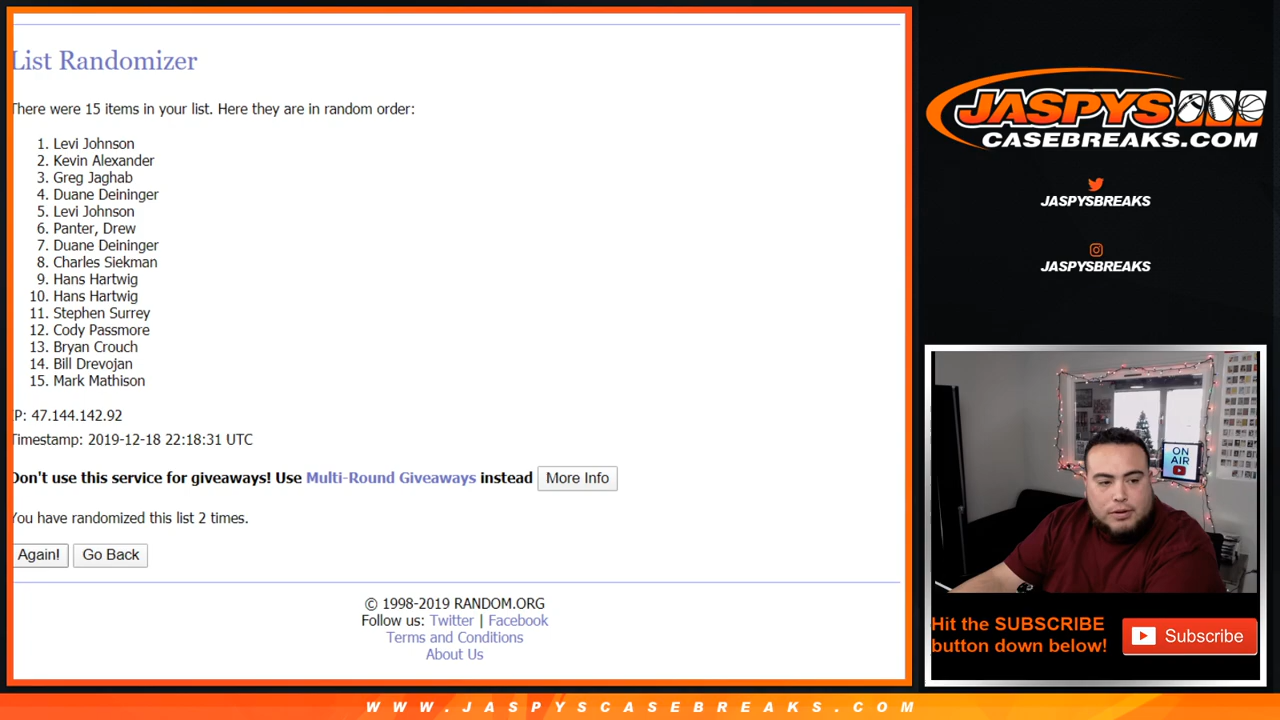 List Randomizer
There were 15 items in your list. Here they are in random order:
1. Levi Johnson
2. Kevin Alexander
3. Greg Jaghab
4. Duane Deininger
5. Levi Johnson
6. Panter, Drew
7. Duane Deininger
8. Charles Siekman
9. Hans Hartwig
10. Hans Hartwig
11. Stephen Surrey
12. Cody Passmore
13. Bryan Crouch
14. Bill Drevojan
15. Mark Mathison
IP: 47.144.142.92
Timestamp: 2019-12-18 22:18:31 UTC
Don't use this service for giveaways! Use Multi-Round Giveaways instead More Info
You have randomized this list 2 times.
Again! Go Back
© 1998-2019 RANDOM.ORG
Follow us: Twitter | Facebook
Terms and Conditions
About Us
JASPYS
CASEBREAKS.COM
JASPYSBREAKS
JASPYSBREAKS
ON
AIR
Hit the SUBSCRIBE
button down below!
Subscribe
WWW.JASPYSCASEBREAKS.COM